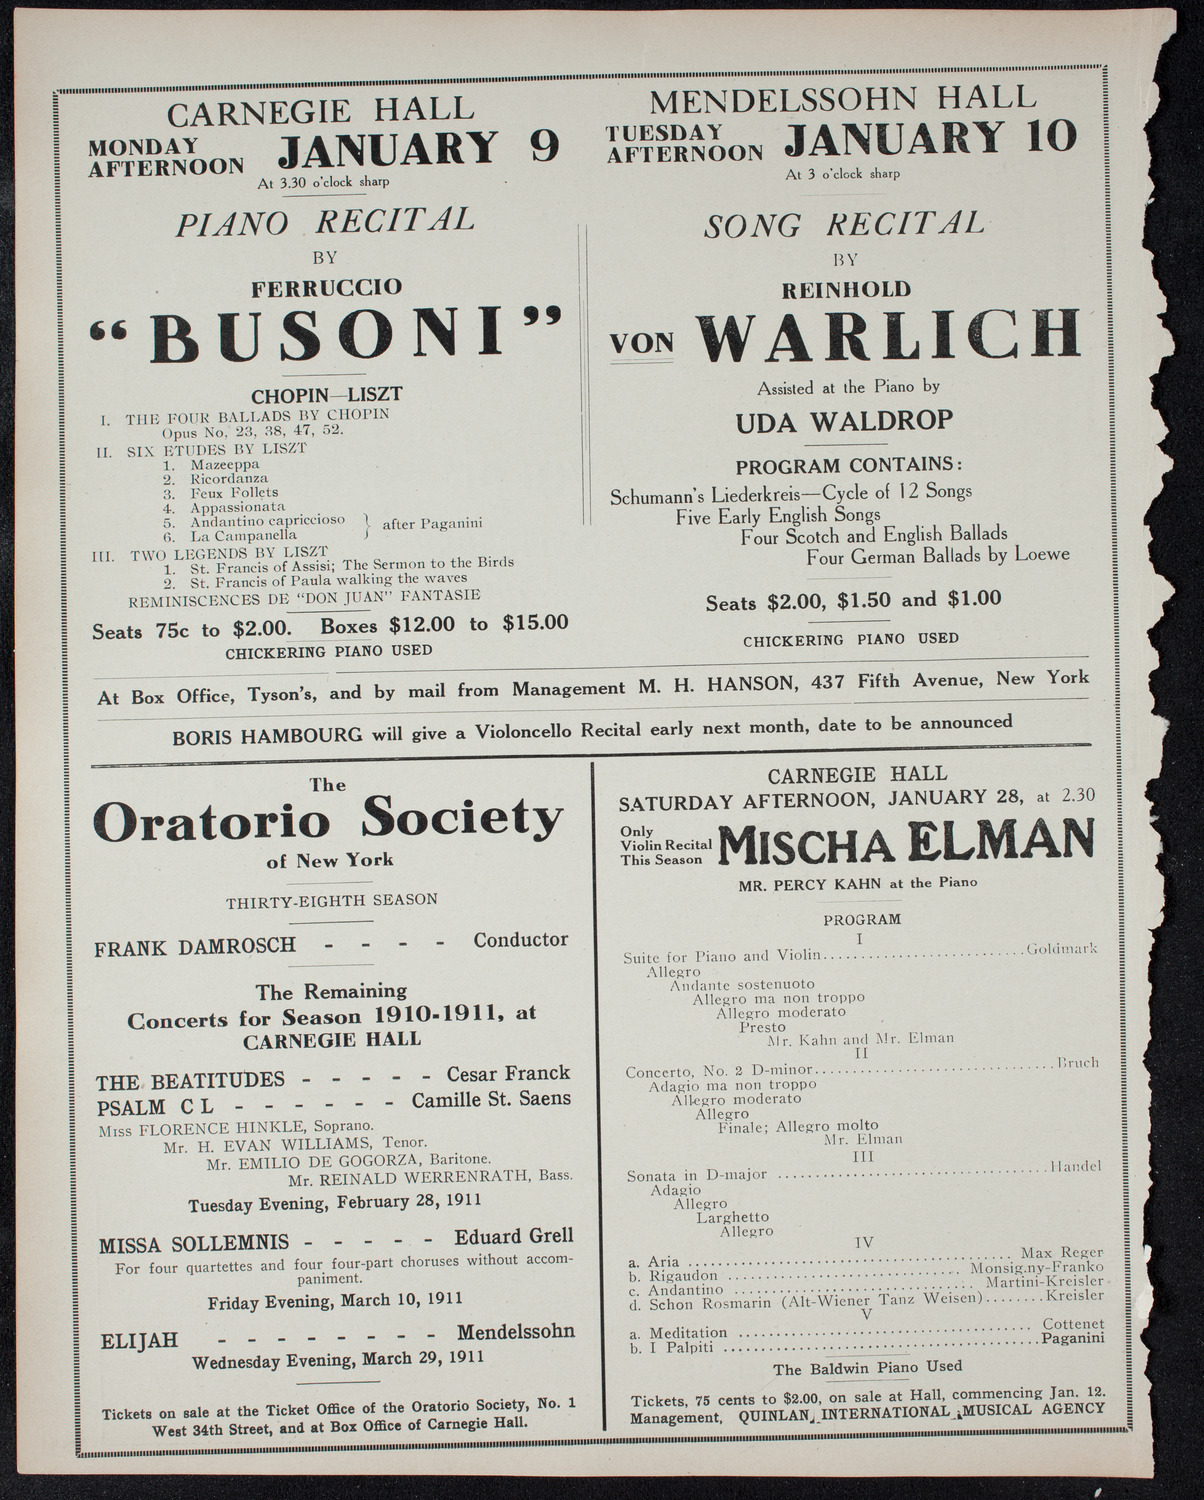 CARNEGIE HALL
MONDAY
AFTERNOON JANUARY 9
At 3.30 o'clock sharp
PIANO RECITAL
BY
FERRUCCIO
"BUSONI"
CHOPIN—LISZT
I. THE FOUR BALLADS BY CHOPIN
Opus No. 23, 38, 47, 52.
II. SIX ETUDES BY LISZT
1. Mazeppa
2. Ricordanza
3. Feux Follets
4. Appassionata
5. Andantino capriccioso } after Paganini
6. La Campanella
III. TWO LEGENDS BY LISZT
1. St. Francis of Assisi; The Sermon to the Birds
2. St. Francis of Paula walking the waves
REMINISCENCES DE "DON JUAN" FANTASIE
Seats 75c to $2.00. Boxes $12.00 to $15.00
CHICKERING PIANO USED
MENDELSSOHN HALL
TUESDAY
AFTERNOON JANUARY 10
At 3 o'clock sharp
SONG RECITAL
BY
REINHOLD
VON WARLICH
Assisted at the Piano by
UDA WALDROP
PROGRAM CONTAINS:
Schumann's Liederkreis—Cycle of 12 Songs
Five Early English Songs
Four Scotch and English Ballads
Four German Ballads by Loewe
Seats $2.00, $1.50 and $1.00
CHICKERING PIANO USED
At Box Office, Tyson's, and by mail from Management M. H. HANSON, 437 Fifth Avenue, New York
BORIS HAMBOURG will give a Violoncello Recital early next month, date to be announced
The
Oratorio Society
of New York
THIRTY-EIGHTH SEASON
FRANK DAMROSCH - - - - Conductor
The Remaining
Concerts for Season 1910-1911, at
CARNEGIE HALL
THE BEATITUDES - - - - - Cesar Franck
PSALM CL - - - - - - Camille St. Saens
Miss FLORENCE HINKLE, Soprano.
Mr. H. EVAN WILLIAMS, Tenor.
Mr. EMILIO DE GOGORZA, Baritone.
Mr. REINALD WERRENRATH, Bass.
Tuesday Evening, February 28, 1911
MISSA SOLLEMNIS - - - - - Eduard Grell
For four quartettes and four four-part choruses without accom-
paniment.
Friday Evening, March 10, 1911
ELIJAH - - - - - - - - Mendelssohn
Wednesday Evening, March 29, 1911
Tickets on sale at the Ticket Office of the Oratorio Society, No. 1
West 34th Street, and at Box Office of Carnegie Hall.
CARNEGIE HALL
SATURDAY AFTERNOON, JANUARY 28, at 2.30
Only
Violin Recital
This Season MISCHA ELMAN
MR. PERCY KAHN at the Piano
PROGRAM
I
Suite for Piano and Violin..........................Goldmark
Allegro
Andante sostenuoto
Allegro ma non troppo
Allegro moderato
Presto
Mr. Kahn and Mr. Elman
II
Concerto, No. 2 D-minor..............................Bruch
Adagio ma non troppo
Allegro moderato
Allegro
Finale; Allegro molto
Mr. Elman
III
Sonata in D-major ..................................Handel
Adagio
Allegro
Larghetto
Allegro
IV
a. Aria ........................................ Max Reger
b. Rigaudon ............................. Monsig.ny-Franko
c. Andantino .............................. Martini-Kreisler
d. Schon Rosmarin (Alt-Wiener Tanz Weisen)........Kreisler
V
a. Meditation ..................................... Cottenet
b. I Palpiti ........................................Paganini
The Baldwin Piano Used
Tickets, 75 cents to $2.00, on sale at Hall, commencing Jan. 12.
Management, QUINLAN INTERNATIONAL MUSICAL AGENCY